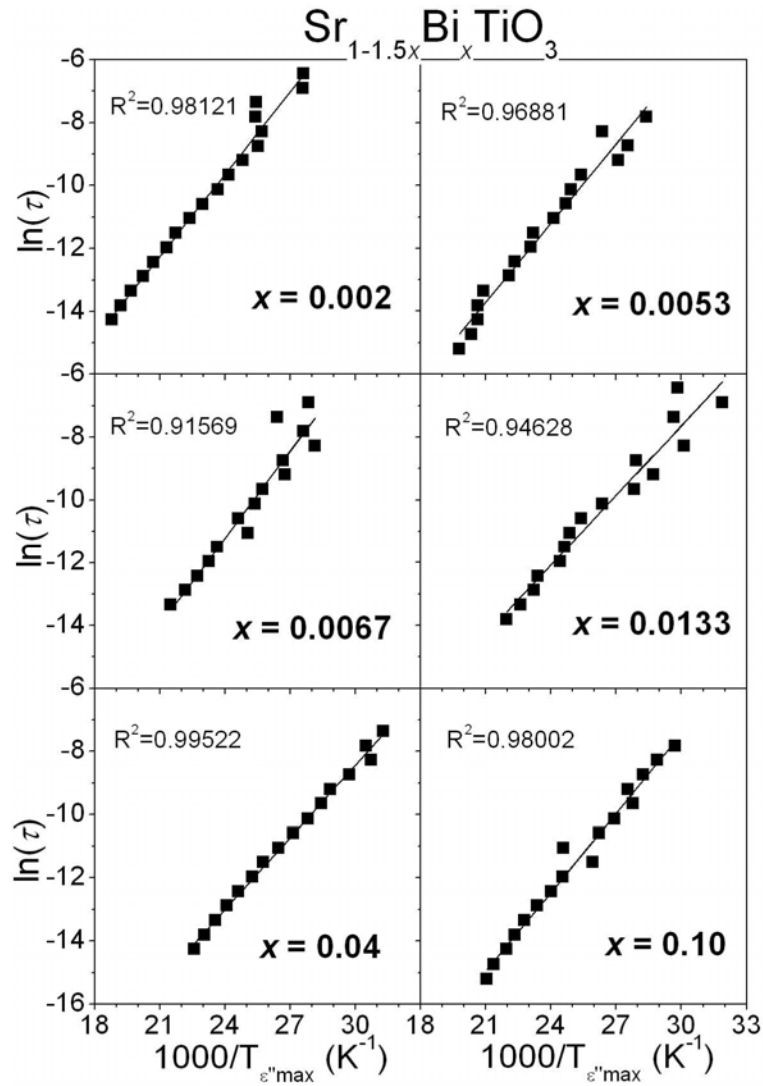 Sr1-1.5xBixTiO3
-6
R2=0.98121
R2=0.96881
-8
-10
ln(τ)
-12
x = 0.002
x = 0.0053
-14
-6
R2=0.91569
R2=0.94628
-8
-10
ln(τ)
-12
x = 0.0067
x = 0.0133
-14
-6
R2=0.99522
R2=0.98002
-8
-10
ln(τ)
-12
x = 0.04
x = 0.10
-14
-16
18 21 24 27 30 18 21 24 27 30 33
1000/Tε"max (K-1)
1000/Tε"max (K-1)